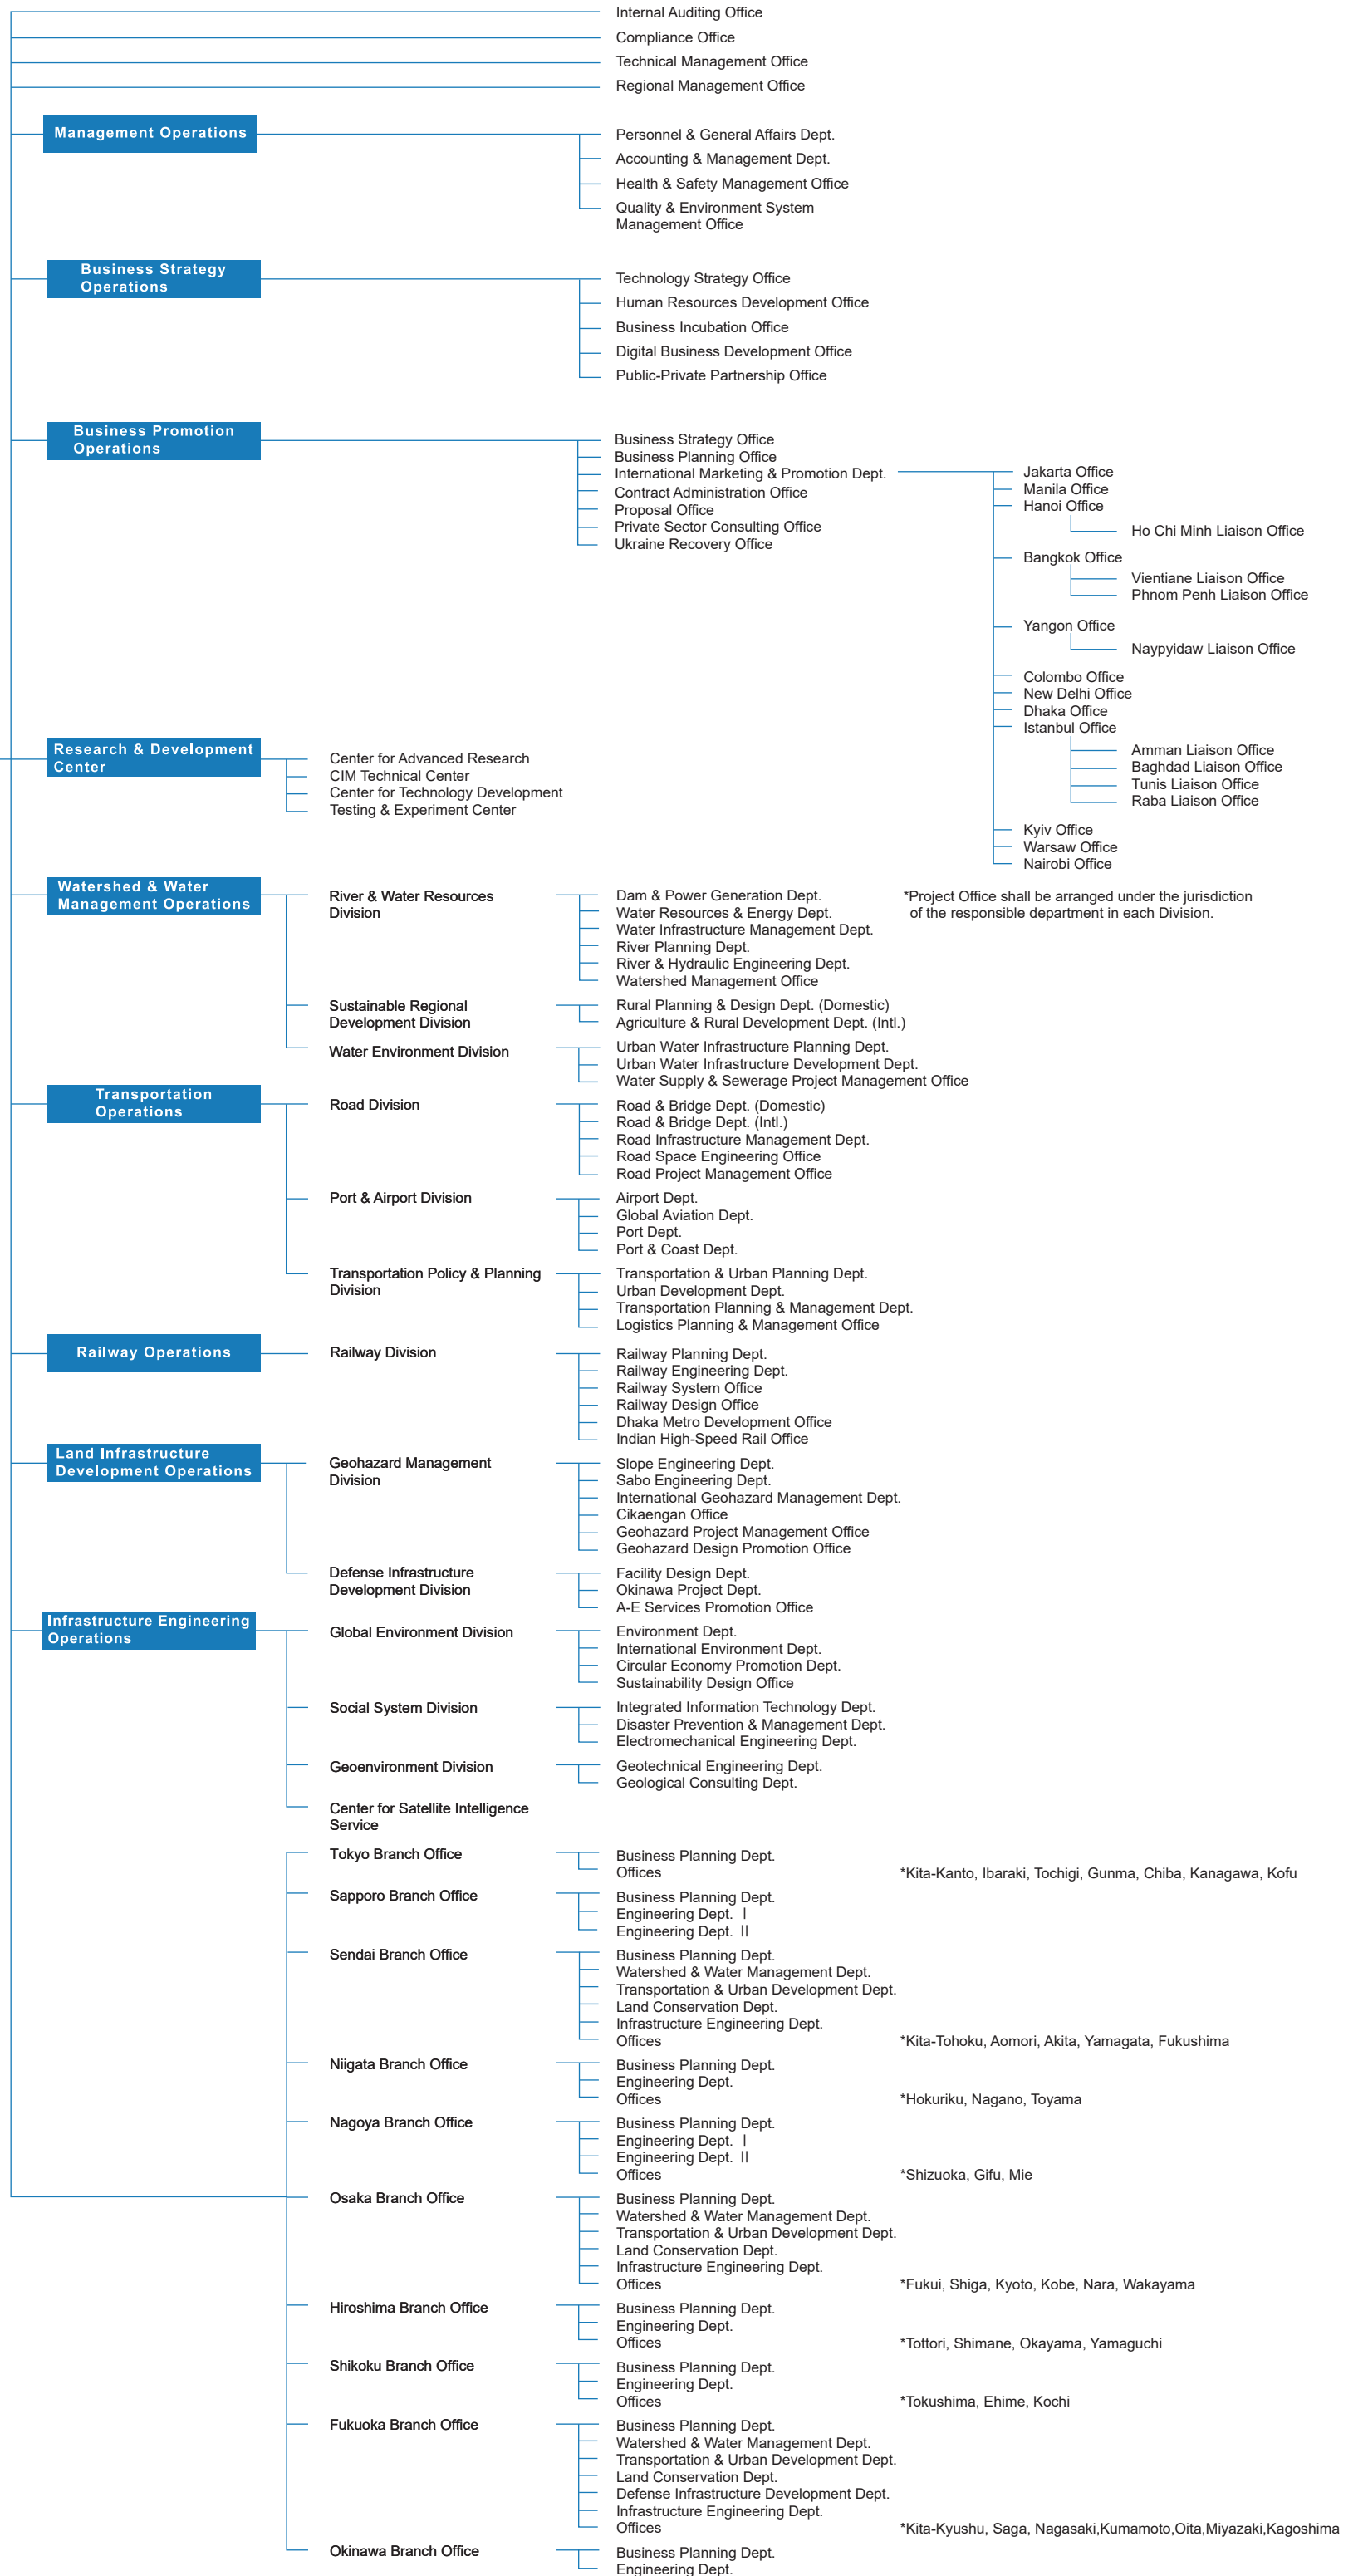 Internal Auditing Office
Compliance Office
Technical Management Office
Regional Management Office
Management Operations
Personnel & General Affairs Dept.
Accounting & Management Dept.
Health & Safety Management Office
Quality & Environment System
Management Office
Business Strategy
Operations
Technology Strategy Office
Human Resources Development Office
Business Incubation Office
Digital Business Development Office
Public-Private Partnership Office
Business Promotion
Operations
Business Strategy Office
Business Planning Office
International Marketing & Promotion Dept.
Contract Administration Office
Proposal Office
Private Sector Consulting Office
Ukraine Recovery Office
Jakarta Office
Manila Office
Hanoi Office
Ho Chi Minh Liaison Office
Bangkok Office
Vientiane Liaison Office
Phnom Penh Liaison Office
Yangon Office
Naypyidaw Liaison Office
Colombo Office
New Delhi Office
Dhaka Office
Istanbul Office
Amman Liaison Office
Baghdad Liaison Office
Tunis Liaison Office
Raba Liaison Office
Kyiv Office
Warsaw Office
Nairobi Office
Research & Development
Center
Center for Advanced Research
CIM Technical Center
Center for Technology Development
Testing & Experiment Center
Watershed & Water
Management Operations
River & Water Resources
Division
Dam & Power Generation Dept.
Water Resources & Energy Dept.
Water Infrastructure Management Dept.
River Planning Dept.
River & Hydraulic Engineering Dept.
Watershed Management Office
*Project Office shall be arranged under the jurisdiction
of the responsible department in each Division.
Sustainable Regional
Development Division
Rural Planning & Design Dept. (Domestic)
Agriculture & Rural Development Dept. (Intl.)
Water Environment Division
Urban Water Infrastructure Planning Dept.
Urban Water Infrastructure Development Dept.
Water Supply & Sewerage Project Management Office
Transportation
Operations
Road Division
Road & Bridge Dept. (Domestic)
Road & Bridge Dept. (Intl.)
Road Infrastructure Management Dept.
Road Space Engineering Office
Road Project Management Office
Port & Airport Division
Airport Dept.
Global Aviation Dept.
Port Dept.
Port & Coast Dept.
Transportation Policy & Planning
Division
Transportation & Urban Planning Dept.
Urban Development Dept.
Transportation Planning & Management Dept.
Logistics Planning & Management Office
Railway Operations
Railway Division
Railway Planning Dept.
Railway Engineering Dept.
Railway System Office
Railway Design Office
Dhaka Metro Development Office
Indian High-Speed Rail Office
Land Infrastructure
Development Operations
Geohazard Management
Division
Slope Engineering Dept.
Sabo Engineering Dept.
International Geohazard Management Dept.
Cikaengan Office
Geohazard Project Management Office
Geohazard Design Promotion Office
Defense Infrastructure
Development Division
Facility Design Dept.
Okinawa Project Dept.
A-E Services Promotion Office
Infrastructure Engineering
Operations
Global Environment Division
Environment Dept.
International Environment Dept.
Circular Economy Promotion Dept.
Sustainability Design Office
Social System Division
Integrated Information Technology Dept.
Disaster Prevention & Management Dept.
Electromechanical Engineering Dept.
Geoenvironment Division
Geotechnical Engineering Dept.
Geological Consulting Dept.
Center for Satellite Intelligence
Service
Tokyo Branch Office
Business Planning Dept.
Offices
*Kita-Kanto, Ibaraki, Tochigi, Gunma, Chiba, Kanagawa, Kofu
Sapporo Branch Office
Business Planning Dept.
Engineering Dept. Ⅰ
Engineering Dept. Ⅱ
Sendai Branch Office
Business Planning Dept.
Watershed & Water Management Dept.
Transportation & Urban Development Dept.
Land Conservation Dept.
Infrastructure Engineering Dept.
Offices
*Kita-Tohoku, Aomori, Akita, Yamagata, Fukushima
Niigata Branch Office
Business Planning Dept.
Engineering Dept.
Offices
*Hokuriku, Nagano, Toyama
Nagoya Branch Office
Business Planning Dept.
Engineering Dept. Ⅰ
Engineering Dept. Ⅱ
Offices
*Shizuoka, Gifu, Mie
Osaka Branch Office
Business Planning Dept.
Watershed & Water Management Dept.
Transportation & Urban Development Dept.
Land Conservation Dept.
Infrastructure Engineering Dept.
Offices
*Fukui, Shiga, Kyoto, Kobe, Nara, Wakayama
Hiroshima Branch Office
Business Planning Dept.
Engineering Dept.
Offices
*Tottori, Shimane, Okayama, Yamaguchi
Shikoku Branch Office
Business Planning Dept.
Engineering Dept.
Offices
*Tokushima, Ehime, Kochi
Fukuoka Branch Office
Business Planning Dept.
Watershed & Water Management Dept.
Transportation & Urban Development Dept.
Land Conservation Dept.
Defense Infrastructure Development Dept.
Infrastructure Engineering Dept.
Offices
*Kita-Kyushu, Saga, Nagasaki,Kumamoto,Oita,Miyazaki,Kagoshima
Okinawa Branch Office
Business Planning Dept.
Engineering Dept.